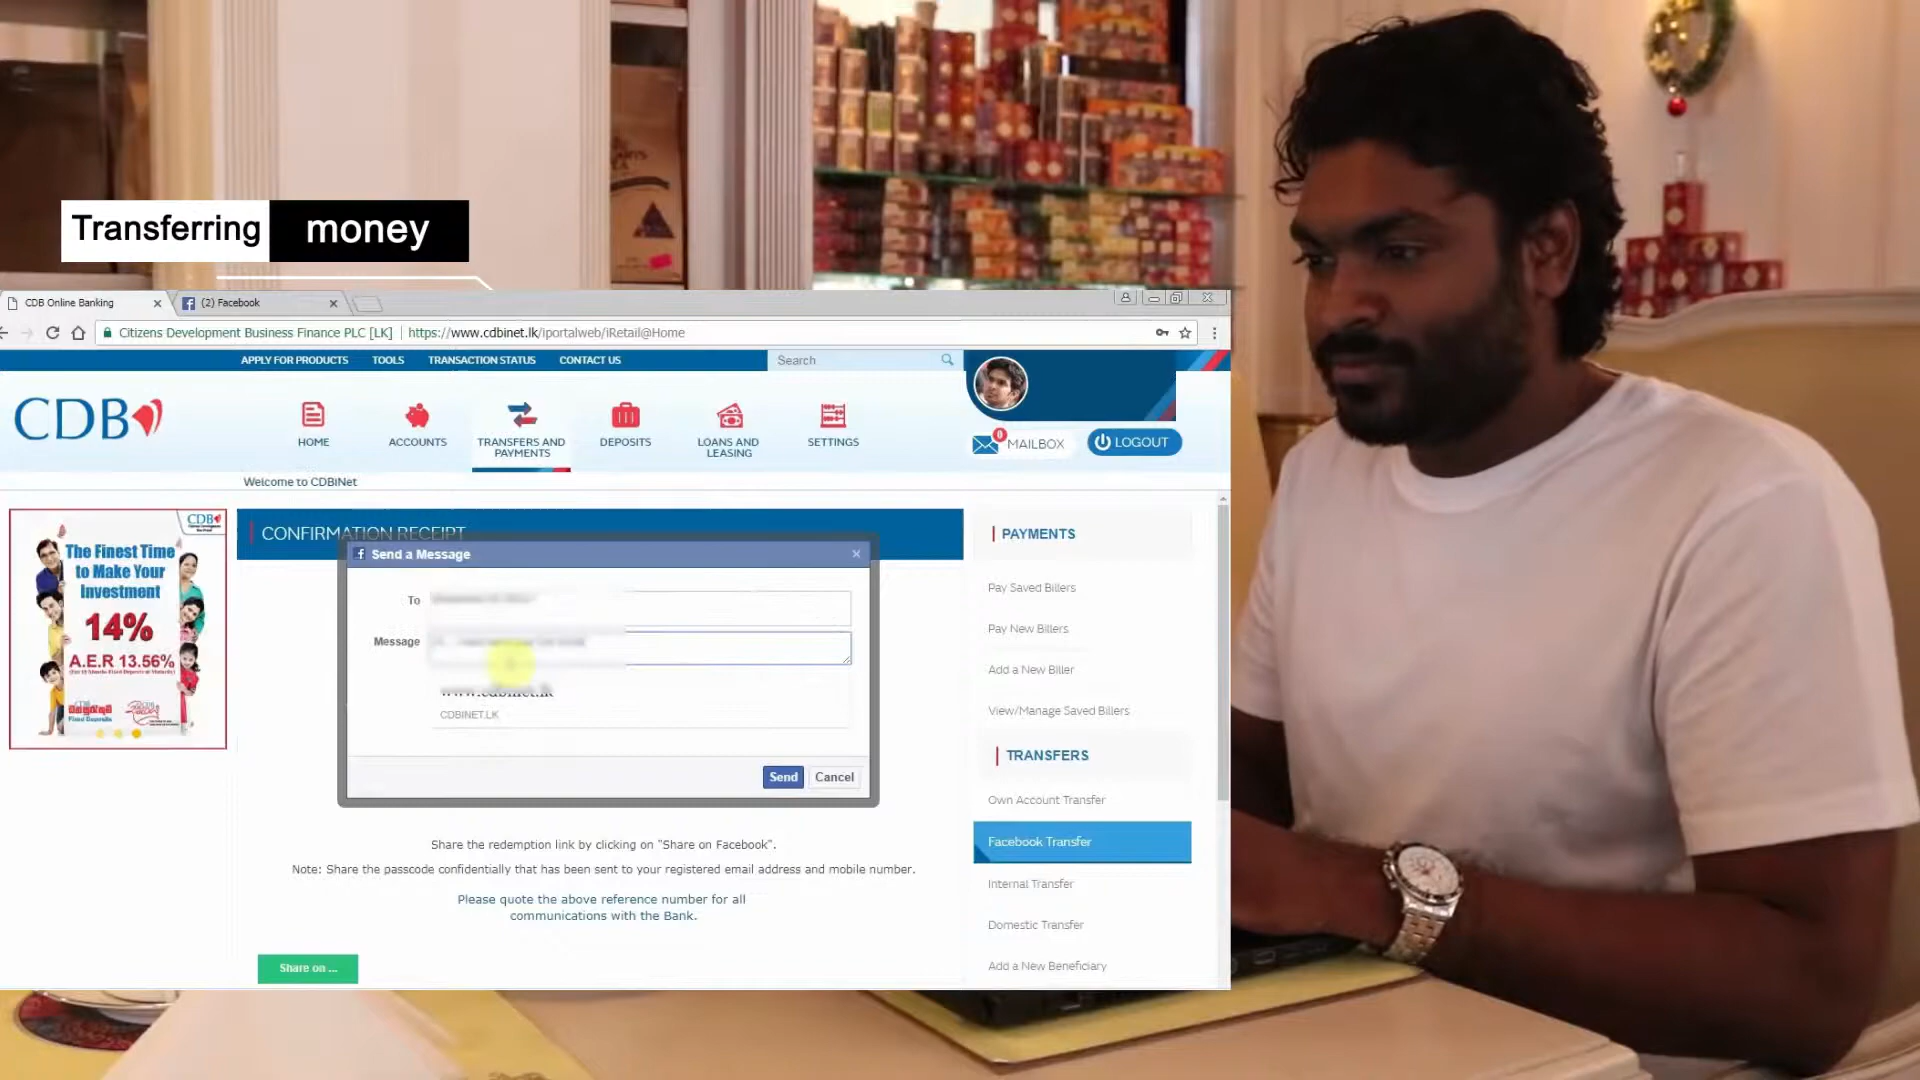 Transferring money
CDB Online Banking
(2) Facebook
Citizens Development Business Finance PLC [LK]
https://www.cdbinet.lk/iportalweb/iRetail@Home
APPLY FOR PRODUCTS
TOOLS
TRANSACTION STATUS
CONTACT US
Search
CDB
HOME
ACCOUNTS
TRANSFERS AND
PAYMENTS
DEPOSITS
LOANS AND
LEASING
SETTINGS
0
MAILBOX
LOGOUT
Welcome to CDBiNet
CDB
The Finest Time
to Make Your
Investment
14%
A.E.R 13.56%
Fixed Deposits
CONFIRMATION RECEIPT
Send a Message
To
Message
www.cdbinet.lk
CDBINET.LK
Send
Cancel
Share the redemption link by clicking on "Share on Facebook".
Note: Share the passcode confidentially that has been sent to your registered email address and mobile number.
Please quote the above reference number for all
communications with the Bank.
Share on ...
PAYMENTS
Pay Saved Billers
Pay New Billers
Add a New Biller
View/Manage Saved Billers
TRANSFERS
Own Account Transfer
Facebook Transfer
Internal Transfer
Domestic Transfer
Add a New Beneficiary